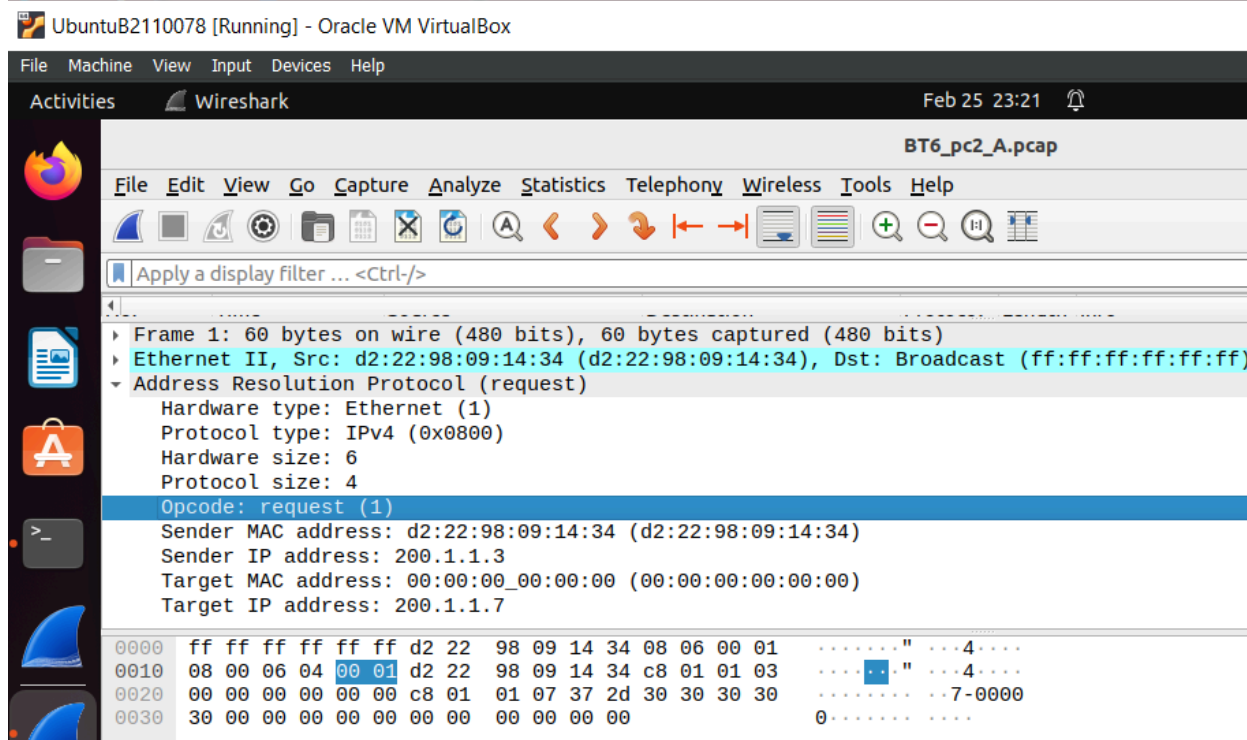 UbuntuB2110078 [Running] - Oracle VM VirtualBox
File Machine View Input Devices Help
Activities Wireshark Feb 25 23:21
BT6_pc2_A.pcap
File Edit View Go Capture Analyze Statistics Telephony Wireless Tools Help
Apply a display filter … <Ctrl-/>
Frame 1: 60 bytes on wire (480 bits), 60 bytes captured (480 bits)
Ethernet II, Src: d2:22:98:09:14:34 (d2:22:98:09:14:34), Dst: Broadcast (ff:ff:ff:ff:ff:ff)
Address Resolution Protocol (request)
Hardware type: Ethernet (1)
Protocol type: IPv4 (0x0800)
Hardware size: 6
Protocol size: 4
Opcode: request (1)
Sender MAC address: d2:22:98:09:14:34 (d2:22:98:09:14:34)
Sender IP address: 200.1.1.3
Target MAC address: 00:00:00_00:00:00 (00:00:00:00:00:00)
Target IP address: 200.1.1.7
0000 ff ff ff ff ff ff d2 22 98 09 14 34 08 06 00 01 ·······" ···4····
0010 08 00 06 04 00 01 d2 22 98 09 14 34 c8 01 01 03 ·······" ···4····
0020 00 00 00 00 00 00 c8 01 01 07 37 2d 30 30 30 30 ········ ··7-0000
0030 30 00 00 00 00 00 00 00 00 00 00 00 0······· ····